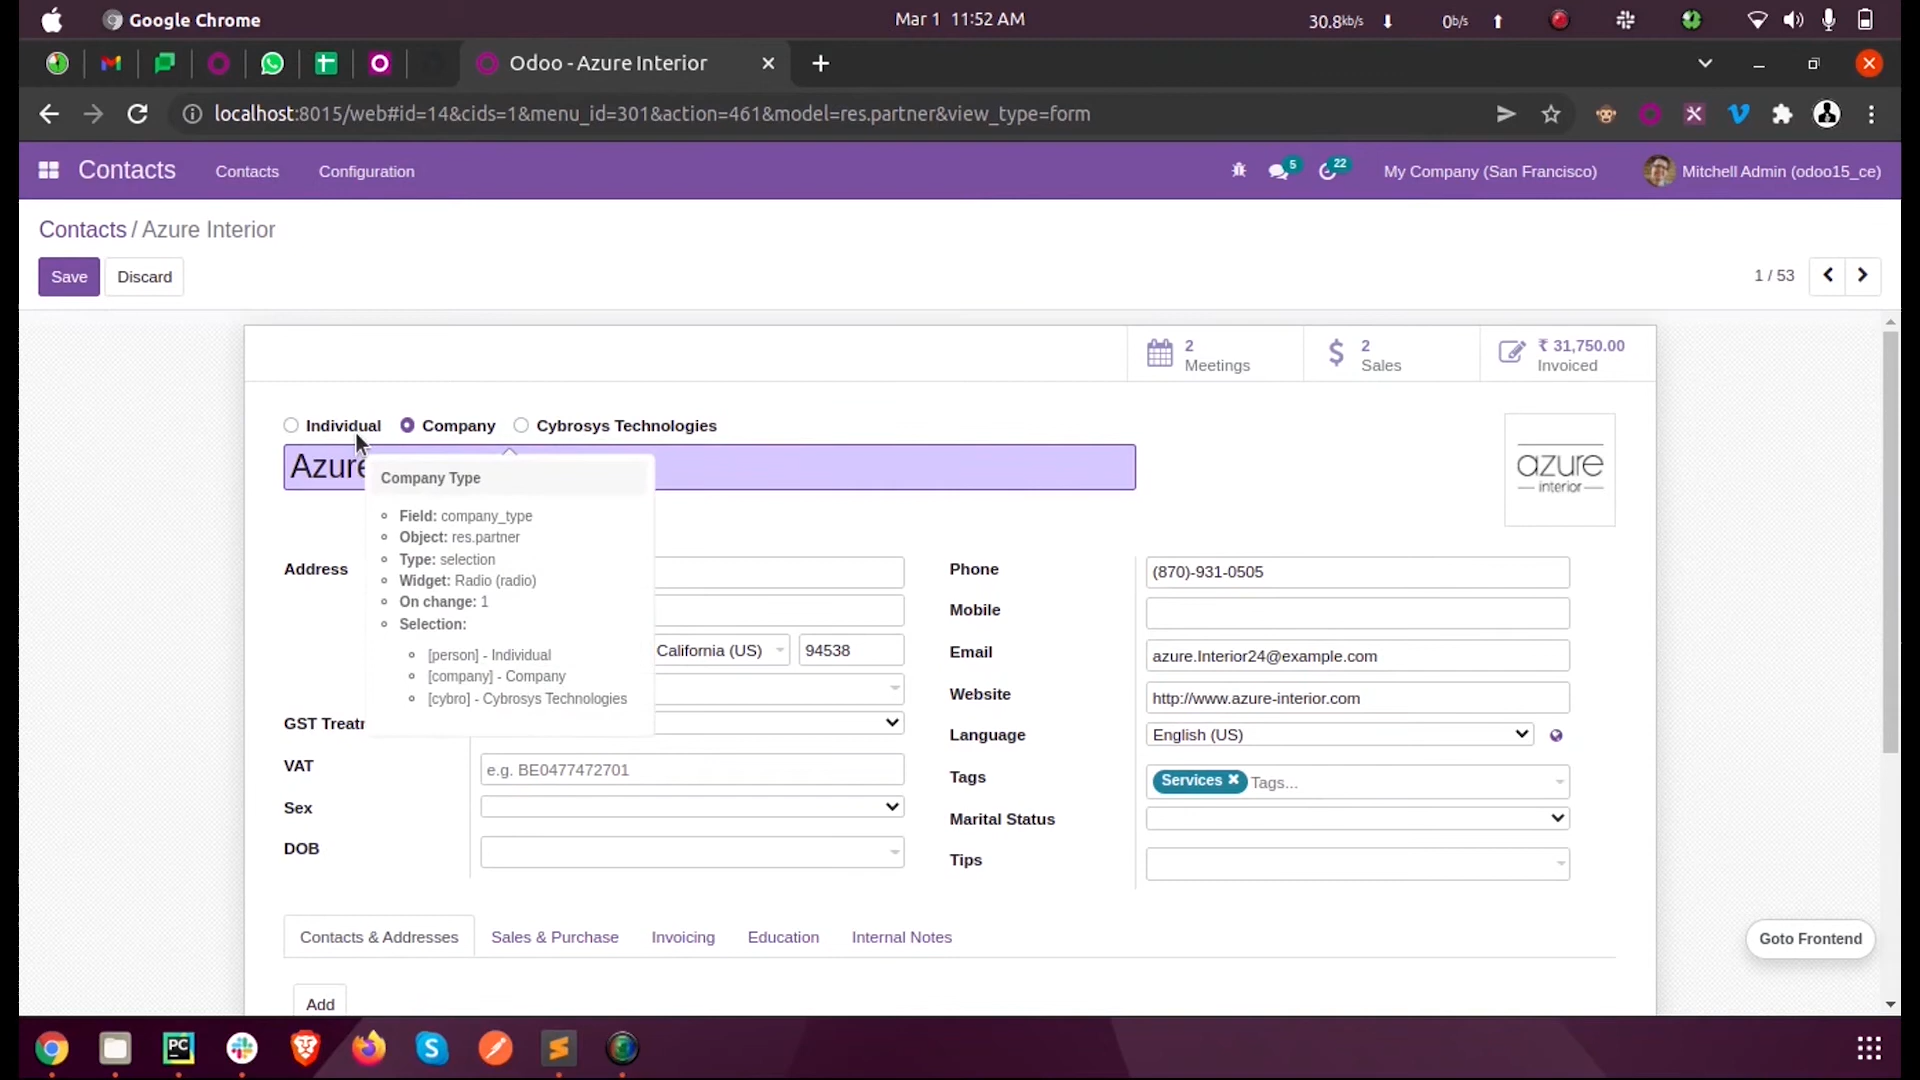 Google Chrome
Mar 1 11:52 AM
30.8kb/s
0b/s
Odoo - Azure Interior
localhost:8015/web#id=14&cids=1&menu_id=301&action=461&model=res.partner&view_type=form
Contacts
Contacts
Configuration
5
22
My Company (San Francisco)
Mitchell Admin (odoo15_ce)
Contacts / Azure Interior
Save
Discard
1 / 53
2
Meetings
2
Sales
₹ 31,750.00
Invoiced
Individual
Company
Cybrosys Technologies
Azure
azure
interior
Company Type
Field: company_type
Object: res.partner
Type: selection
Widget: Radio (radio)
On change: 1
Selection:
[person] - Individual
[company] - Company
[cybro] - Cybrosys Technologies
Address
California (US)
94538
GST Treatr
VAT
e.g. BE0477472701
Sex
DOB
Phone
(870)-931-0505
Mobile
Email
azure.Interior24@example.com
Website
http://www.azure-interior.com
Language
English (US)
Tags
Services
Tags...
Marital Status
Tips
Contacts & Addresses
Sales & Purchase
Invoicing
Education
Internal Notes
Goto Frontend
Add
PC
S